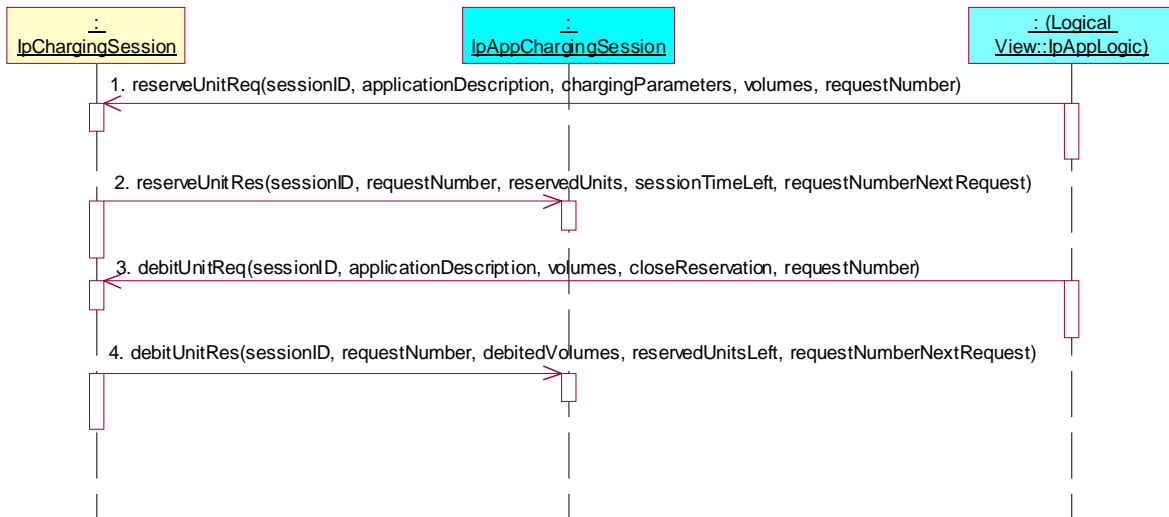 :
IpChargingSession
:
IpAppChargingSession
: (Logical
View::IpAppLogic)
1. reserveUnitReq(sessionID, applicationDescription, chargingParameters, volumes, requestNumber)
2. reserveUnitRes(sessionID, requestNumber, reservedUnits, sessionTimeLeft, requestNumberNextRequest)
3. debitUnitReq(sessionID, applicationDescription, volumes, closeReservation, requestNumber)
4. debitUnitRes(sessionID, requestNumber, debitedVolumes, reservedUnitsLeft, requestNumberNextRequest)